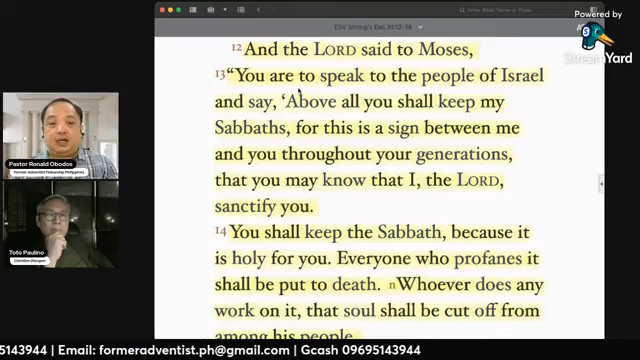 Powered by
StreamYard
ESV Strong's Exo 31:12-14
12 And the LORD said to Moses,
13 “You are to speak to the people of Israel
and say, ‘Above all you shall keep my
Sabbaths, for this is a sign between me
and you throughout your generations,
that you may know that I, the LORD,
sanctify you.
14 You shall keep the Sabbath, because it
is holy for you. Everyone who profanes it
shall be put to death. n Whoever does any
work on it, that soul shall be cut off from
among his people.
Pastor Ronald Obodos
Former Adventist Fellowship Philippines
Toto Paulino
5143944 | Email: formeradventist.ph@gmail.com | Gcash 09695143944